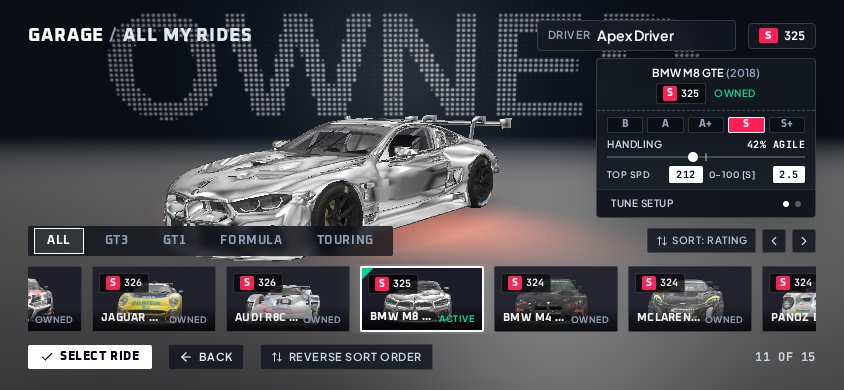 OWNED
GARAGE / ALL MY RIDES
DRIVER ApexDriver
S 325
BMW M8 GTE (2018)
S 325 OWNED
B A A+ S S+
HANDLING 42% AGILE
TOP SPD 212 0-100 [S] 2.5
TUNE SETUP
ALL GT3 GT1 FORMULA TOURING
SORT: RATING
OWNED
S 326
JAGUAR ... OWNED
S 326
AUDI R8C ... OWNED
S 325
BMW M8 ... ACTIVE
S 324
BMW M4 ... OWNED
S 324
MCLAREN... OWNED
S 324
PANOZ
SELECT RIDE
BACK
REVERSE SORT ORDER
11 OF 15